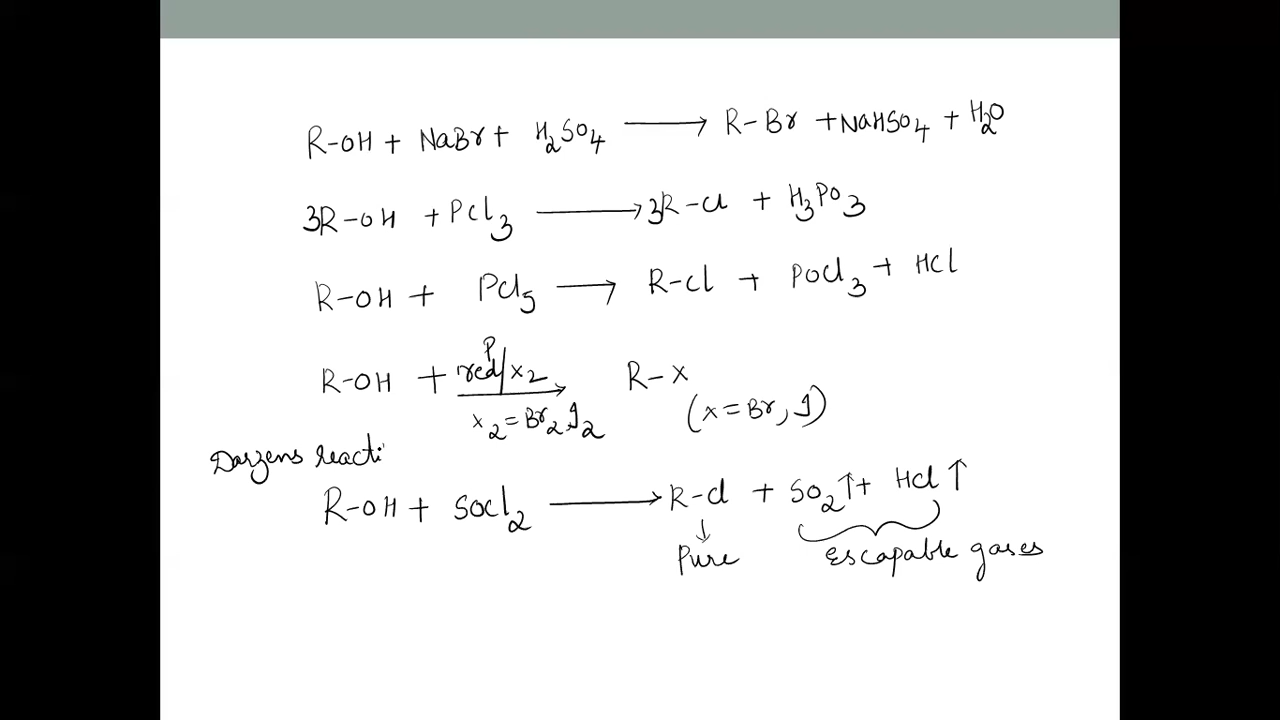 R-OH + NaBr + H2SO4 ⟶ R-Br + NaHSO4 + H2O
3R-OH + PCl3 ⟶ 3R-Cl + H3PO3
R-OH + PCl5 ⟶ R-Cl + POCl3 + HCl
R-OH + red P/X2 ⟶ R-X
X2 = Br2, I2 (X = Br, I)
Darzens reacti
R-OH + SOCl2 ⟶ R-Cl + SO2↑ + HCl↑
↓
Pure Escapable gases